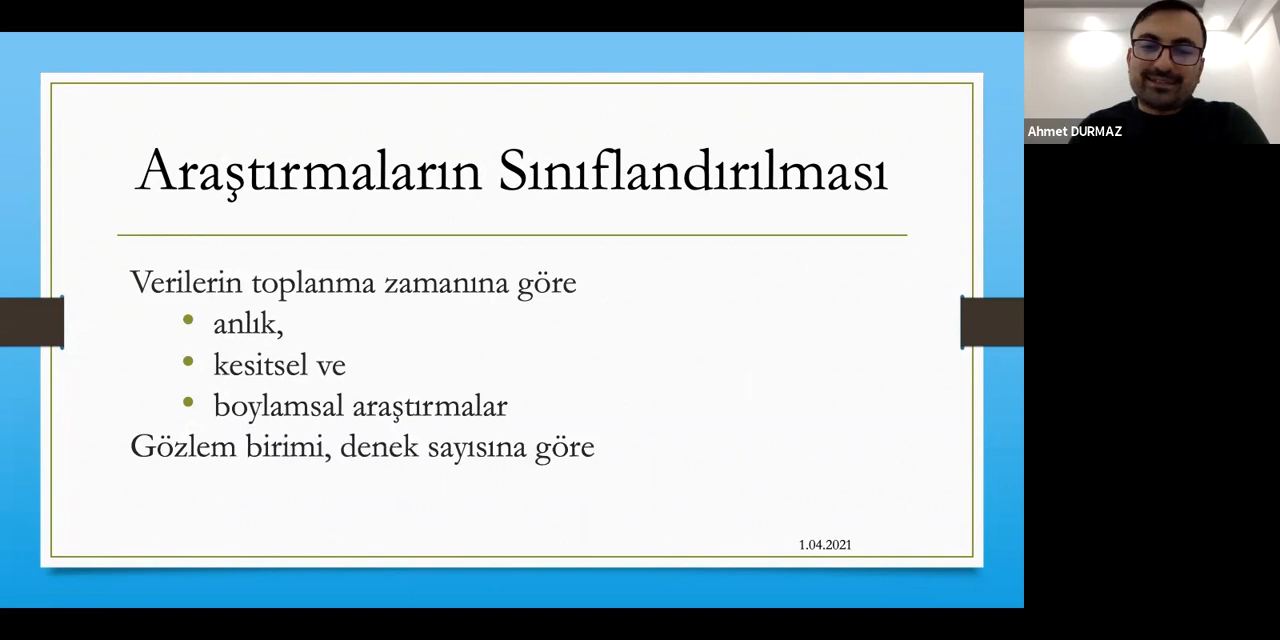 Araştırmaların Sınıflandırılması
Verilerin toplanma zamanına göre
• anlık,
• kesitsel ve
• boylamsal araştırmalar
Gözlem birimi, denek sayısına göre
1.04.2021
Ahmet DURMAZ